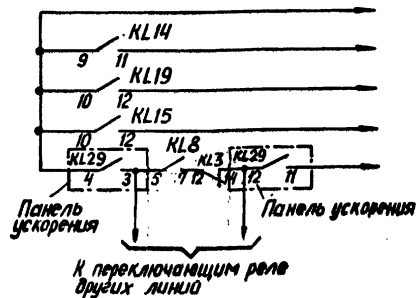 KL14
9 11
KL19
10 12
KL15
10 12
KL8
KL29 KL3 KL29
4 3 5 7 12 14 12 11
Панель ускорения
Панель ускорения
К переключающим реле
других линий